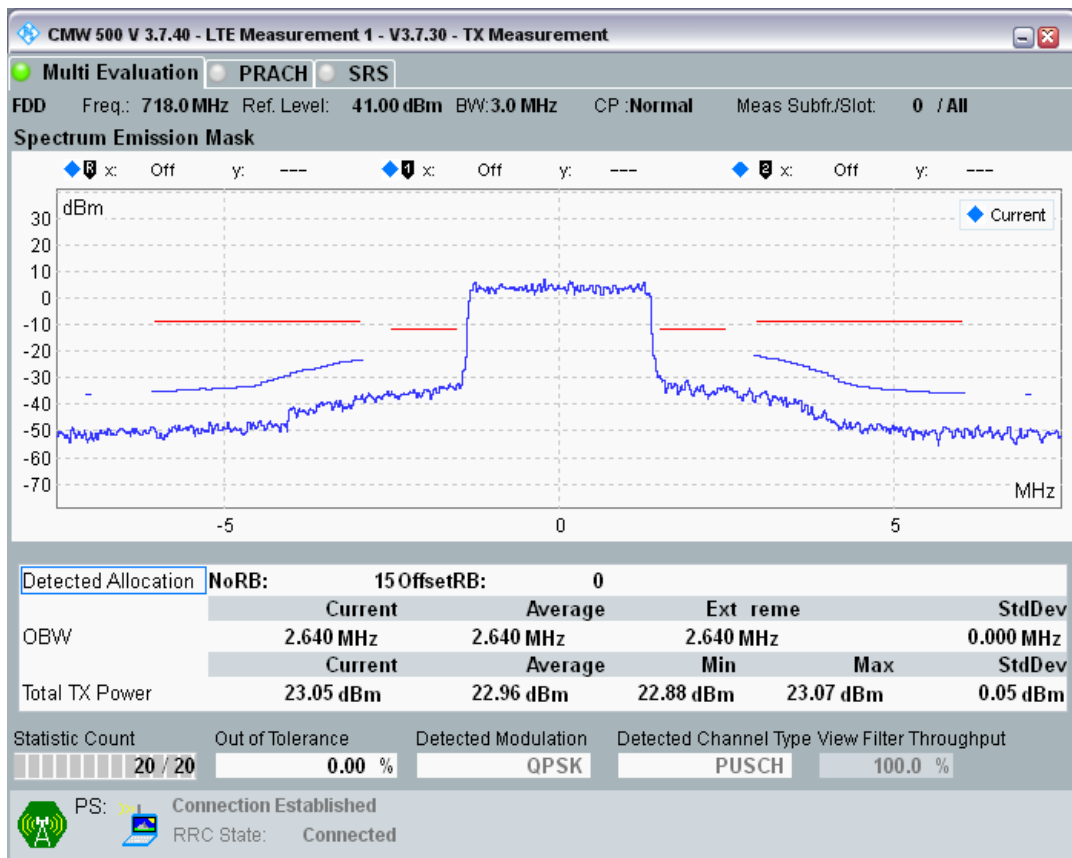 CMW 500 V 3.7.40 - LTE Measurement 1 - V3.7.30 - TX Measurement
Multi Evaluation PRACH SRS
FDD Freq.: 718.0 MHz Ref. Level: 41.00 dBm BW: 3.0 MHz CP : Normal Meas Subfr./Slot: 0 / All
Spectrum Emission Mask
R x: Off y: --- 1 x: Off y: --- 2 x: Off y: ---
dBm
Current
30
20
10
0
-10
-20
-30
-40
-50
-60
-70
MHz
-5 0 5
Detected Allocation NoRB: 15 OffsetRB: 0
Current Average Ext reme StdDev
OBW 2.640 MHz 2.640 MHz 2.640 MHz 0.000 MHz
Current Average Min Max StdDev
Total TX Power 23.05 dBm 22.96 dBm 22.88 dBm 23.07 dBm 0.05 dBm
Statistic Count Out of Tolerance Detected Modulation Detected Channel Type View Filter Throughput
20 / 20 0.00 % QPSK PUSCH 100.0 %
PS: Connection Established
RRC State: Connected